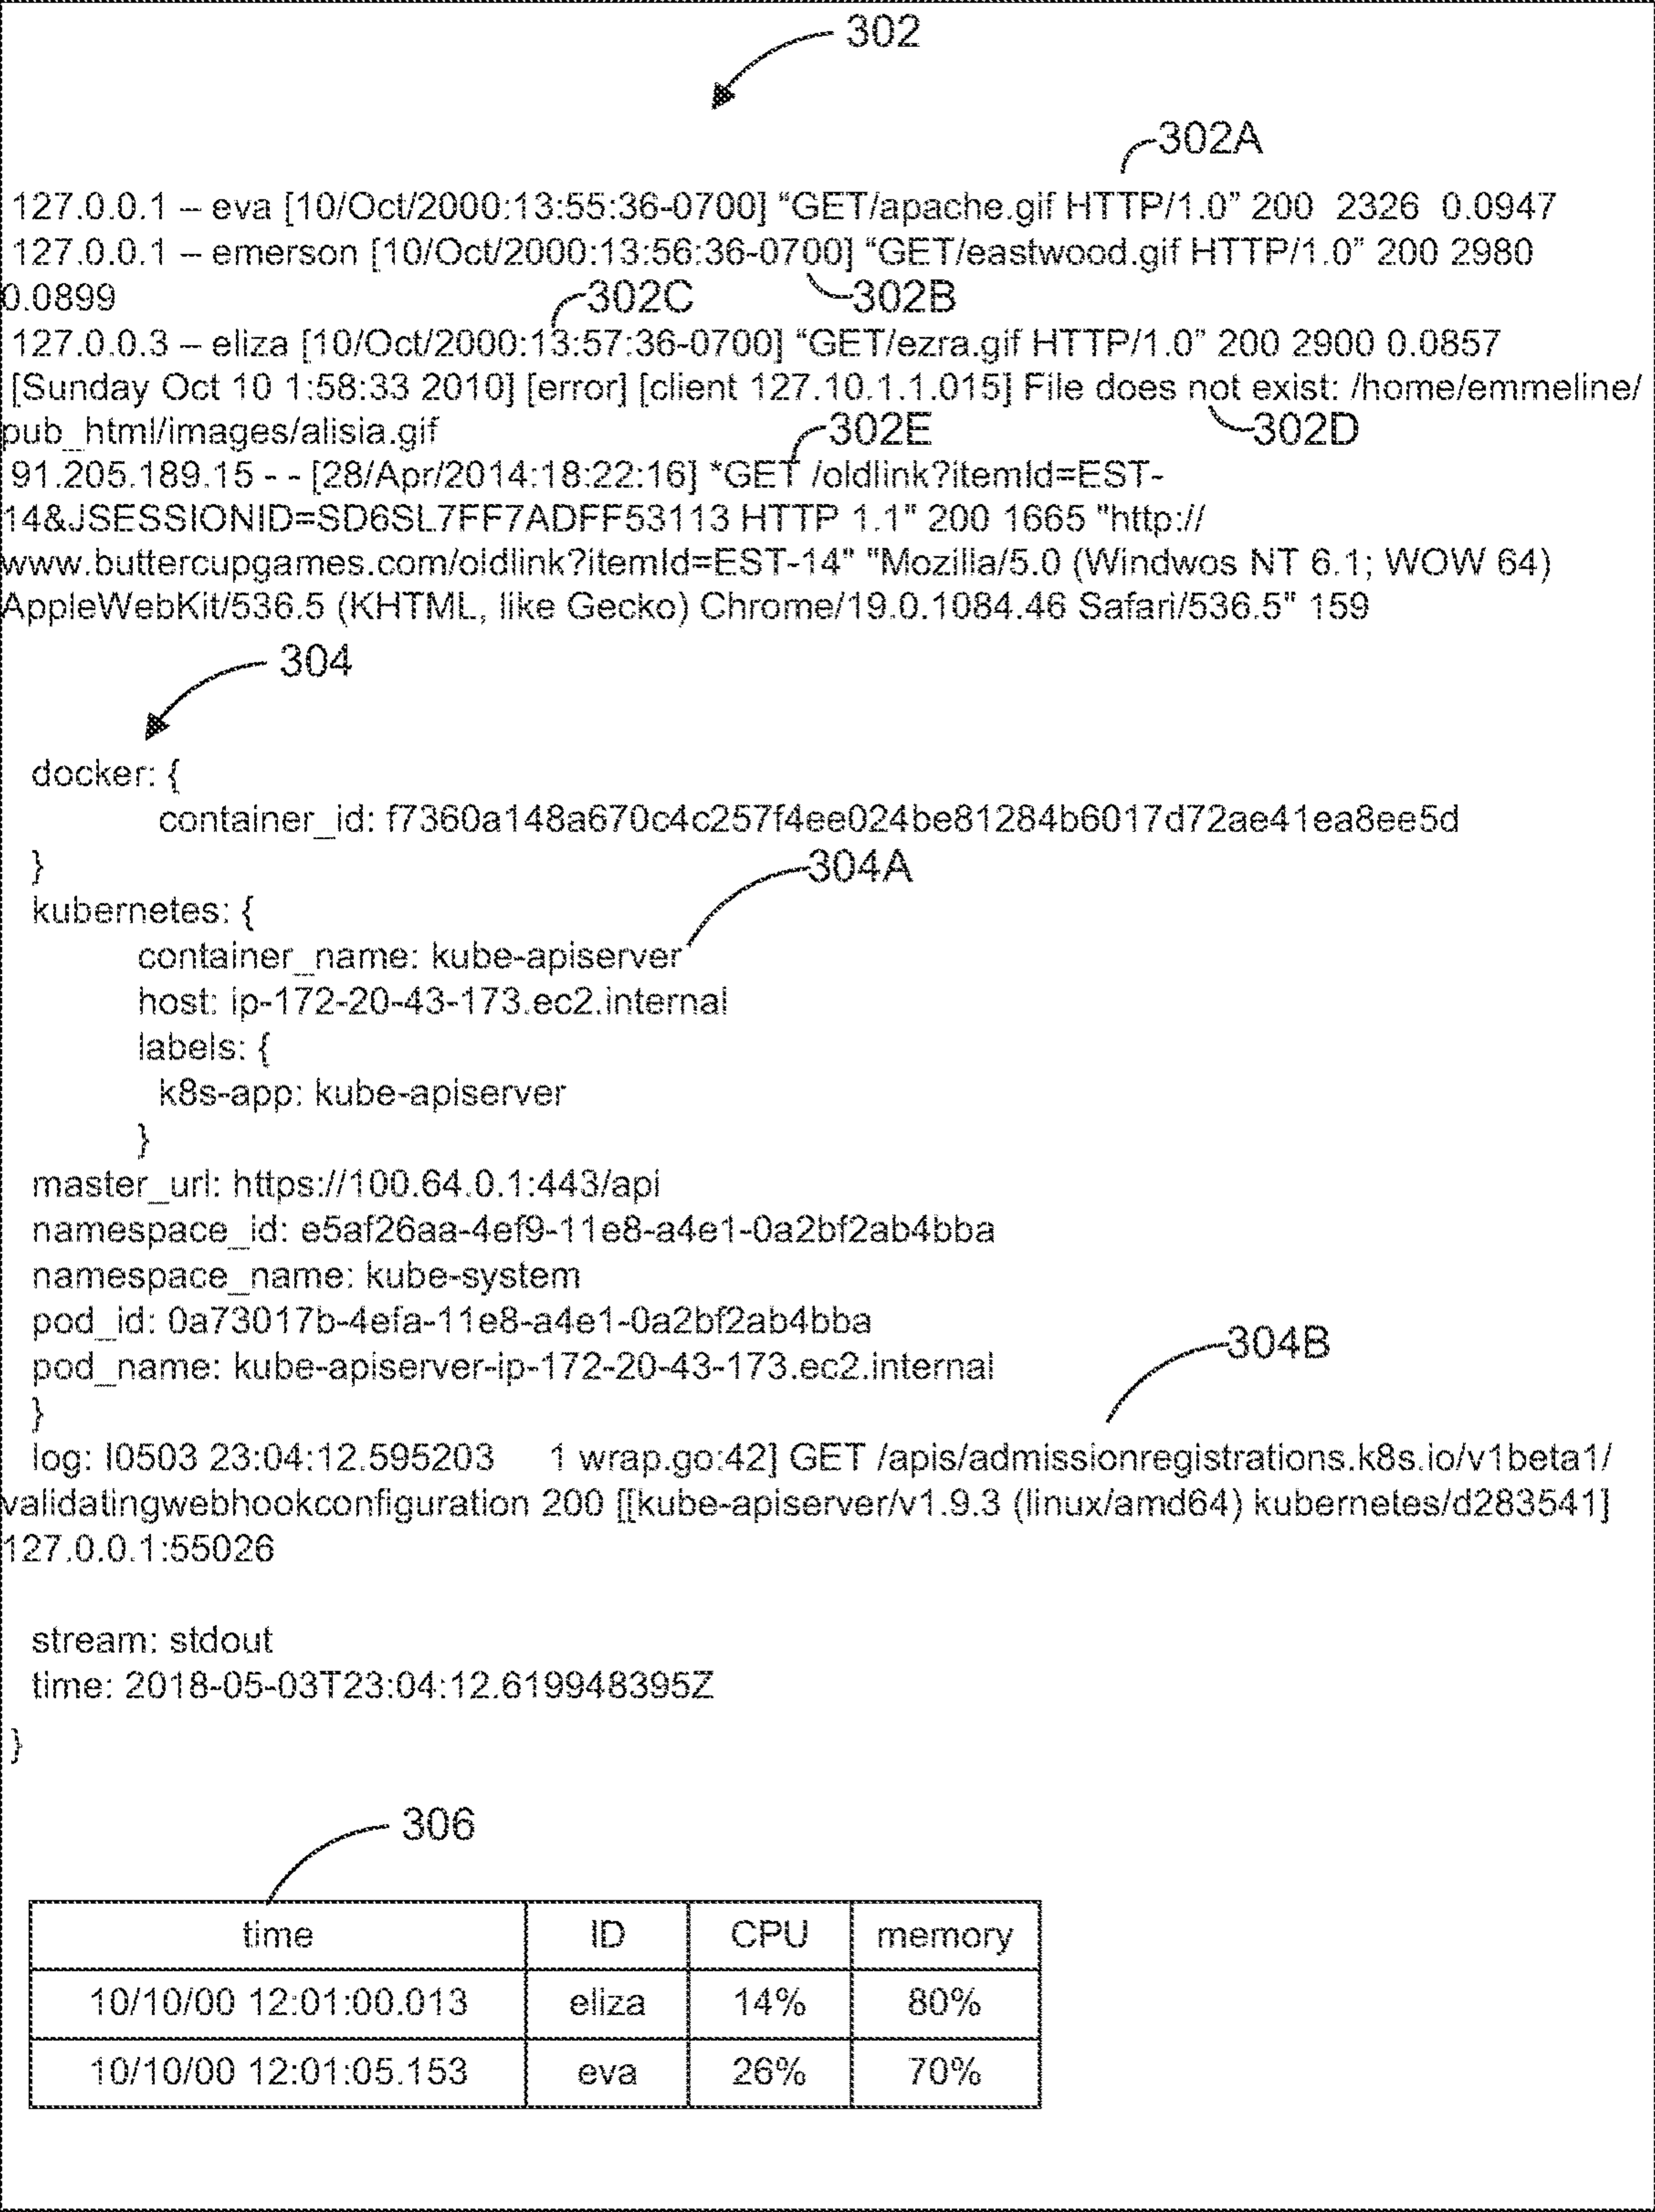 302
302A
127.0.0.1 – eva [10/Oct/2000:13:55:36-0700] “GET/apache.gif HTTP/1.0” 200 2326 0.0947
127.0.0.1 – emerson [10/Oct/2000:13:56:36-0700] “GET/eastwood.gif HTTP/1.0” 200 2980
0.0899
302C
302B
127.0.0.3 – eliza [10/Oct/2000:13:57:36-0700] “GET/ezra.gif HTTP/1.0” 200 2900 0.0857
[Sunday Oct 10 1:58:33 2010] [error] [client 127.10.1.1.015] File does not exist: /home/emmeline/
pub_html/images/alisia.gif
302E
302D
91.205.189.15 - - [28/Apr/2014:18:22:16] *GET /oldlink?itemId=EST-
14&JSESSIONID=SD6SL7FF7ADFF53113 HTTP 1.1" 200 1665 "http://
www.buttercupgames.com/oldlink?itemId=EST-14" "Mozilla/5.0 (Windwos NT 6.1; WOW 64)
AppleWebKit/536.5 (KHTML, like Gecko) Chrome/19.0.1084.46 Safari/536.5" 159
304
docker: {
container_id: f7360a148a670c4c257f4ee024be81284b6017d72ae41ea8ee5d
}
304A
kubernetes: {
container_name: kube-apiserver
host: ip-172-20-43-173.ec2.internal
labels: {
k8s-app: kube-apiserver
}
master_url: https://100.64.0.1:443/api
namespace_id: e5af26aa-4ef9-11e8-a4e1-0a2bf2ab4bba
namespace_name: kube-system
pod_id: 0a73017b-4efa-11e8-a4e1-0a2bf2ab4bba
304B
pod_name: kube-apiserver-ip-172-20-43-173.ec2.internal
}
log: I0503 23:04:12.595203 1 wrap.go:42] GET /apis/admissionregistrations.k8s.io/v1beta1/
validatingwebhookconfiguration 200 [[kube-apiserver/v1.9.3 (linux/amd64) kubernetes/d283541]
127.0.0.1:55026
stream: stdout
time: 2018-05-03T23:04:12.619948395Z
}
306
time ID CPU memory
10/10/00 12:01:00.013 eliza 14% 80%
10/10/00 12:01:05.153 eva 26% 70%